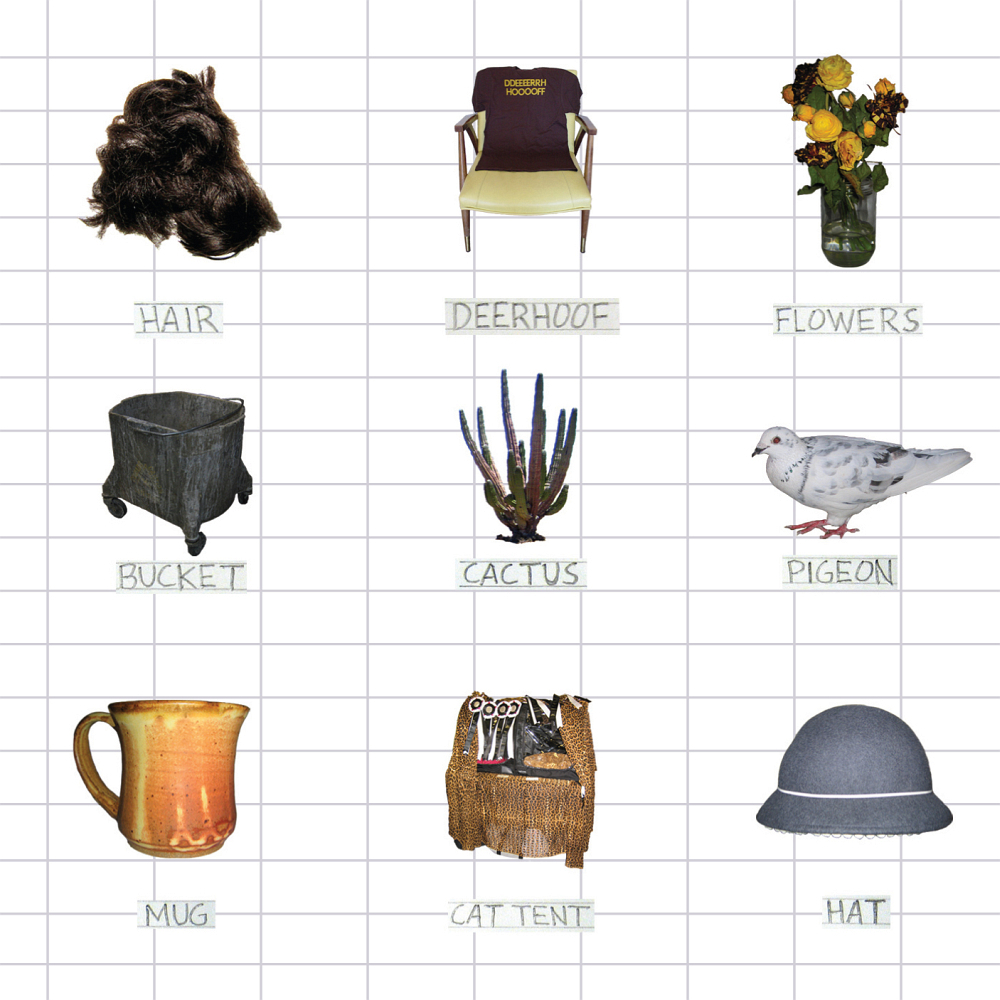 DDEEEERRH
HOOOOFF
HAIR
DEERHOOF
FLOWERS
BUCKET
CACTUS
PIGEON
MUG
CAT TENT
HAT